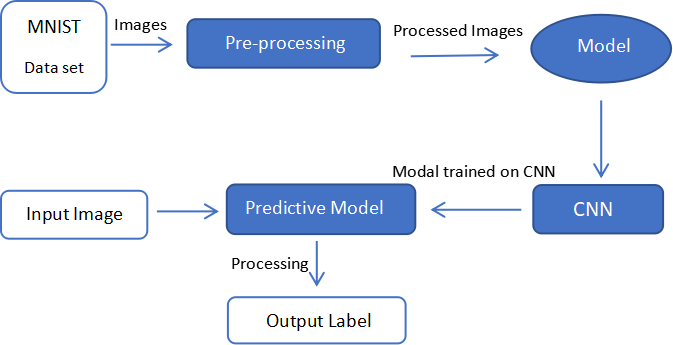 MNIST
Data set
Images
Pre-processing
Processed Images
Model
Modal trained on CNN
Input Image
Predictive Model
CNN
Processing
Output Label